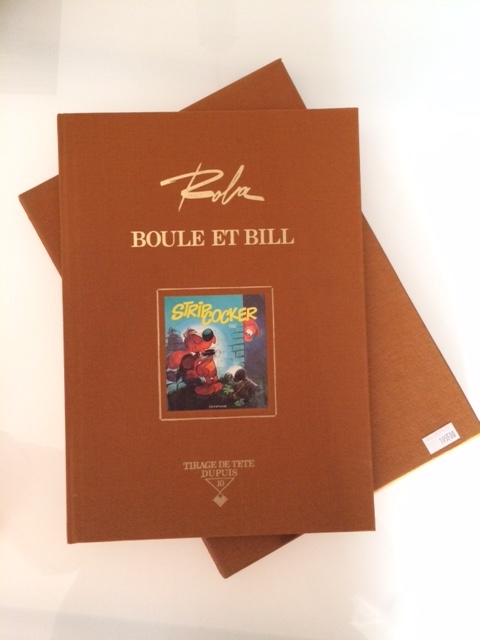 Roba
BOULE ET BILL
STRIP
COCKER
TIRAGE DE TETE
DUPUIS
10